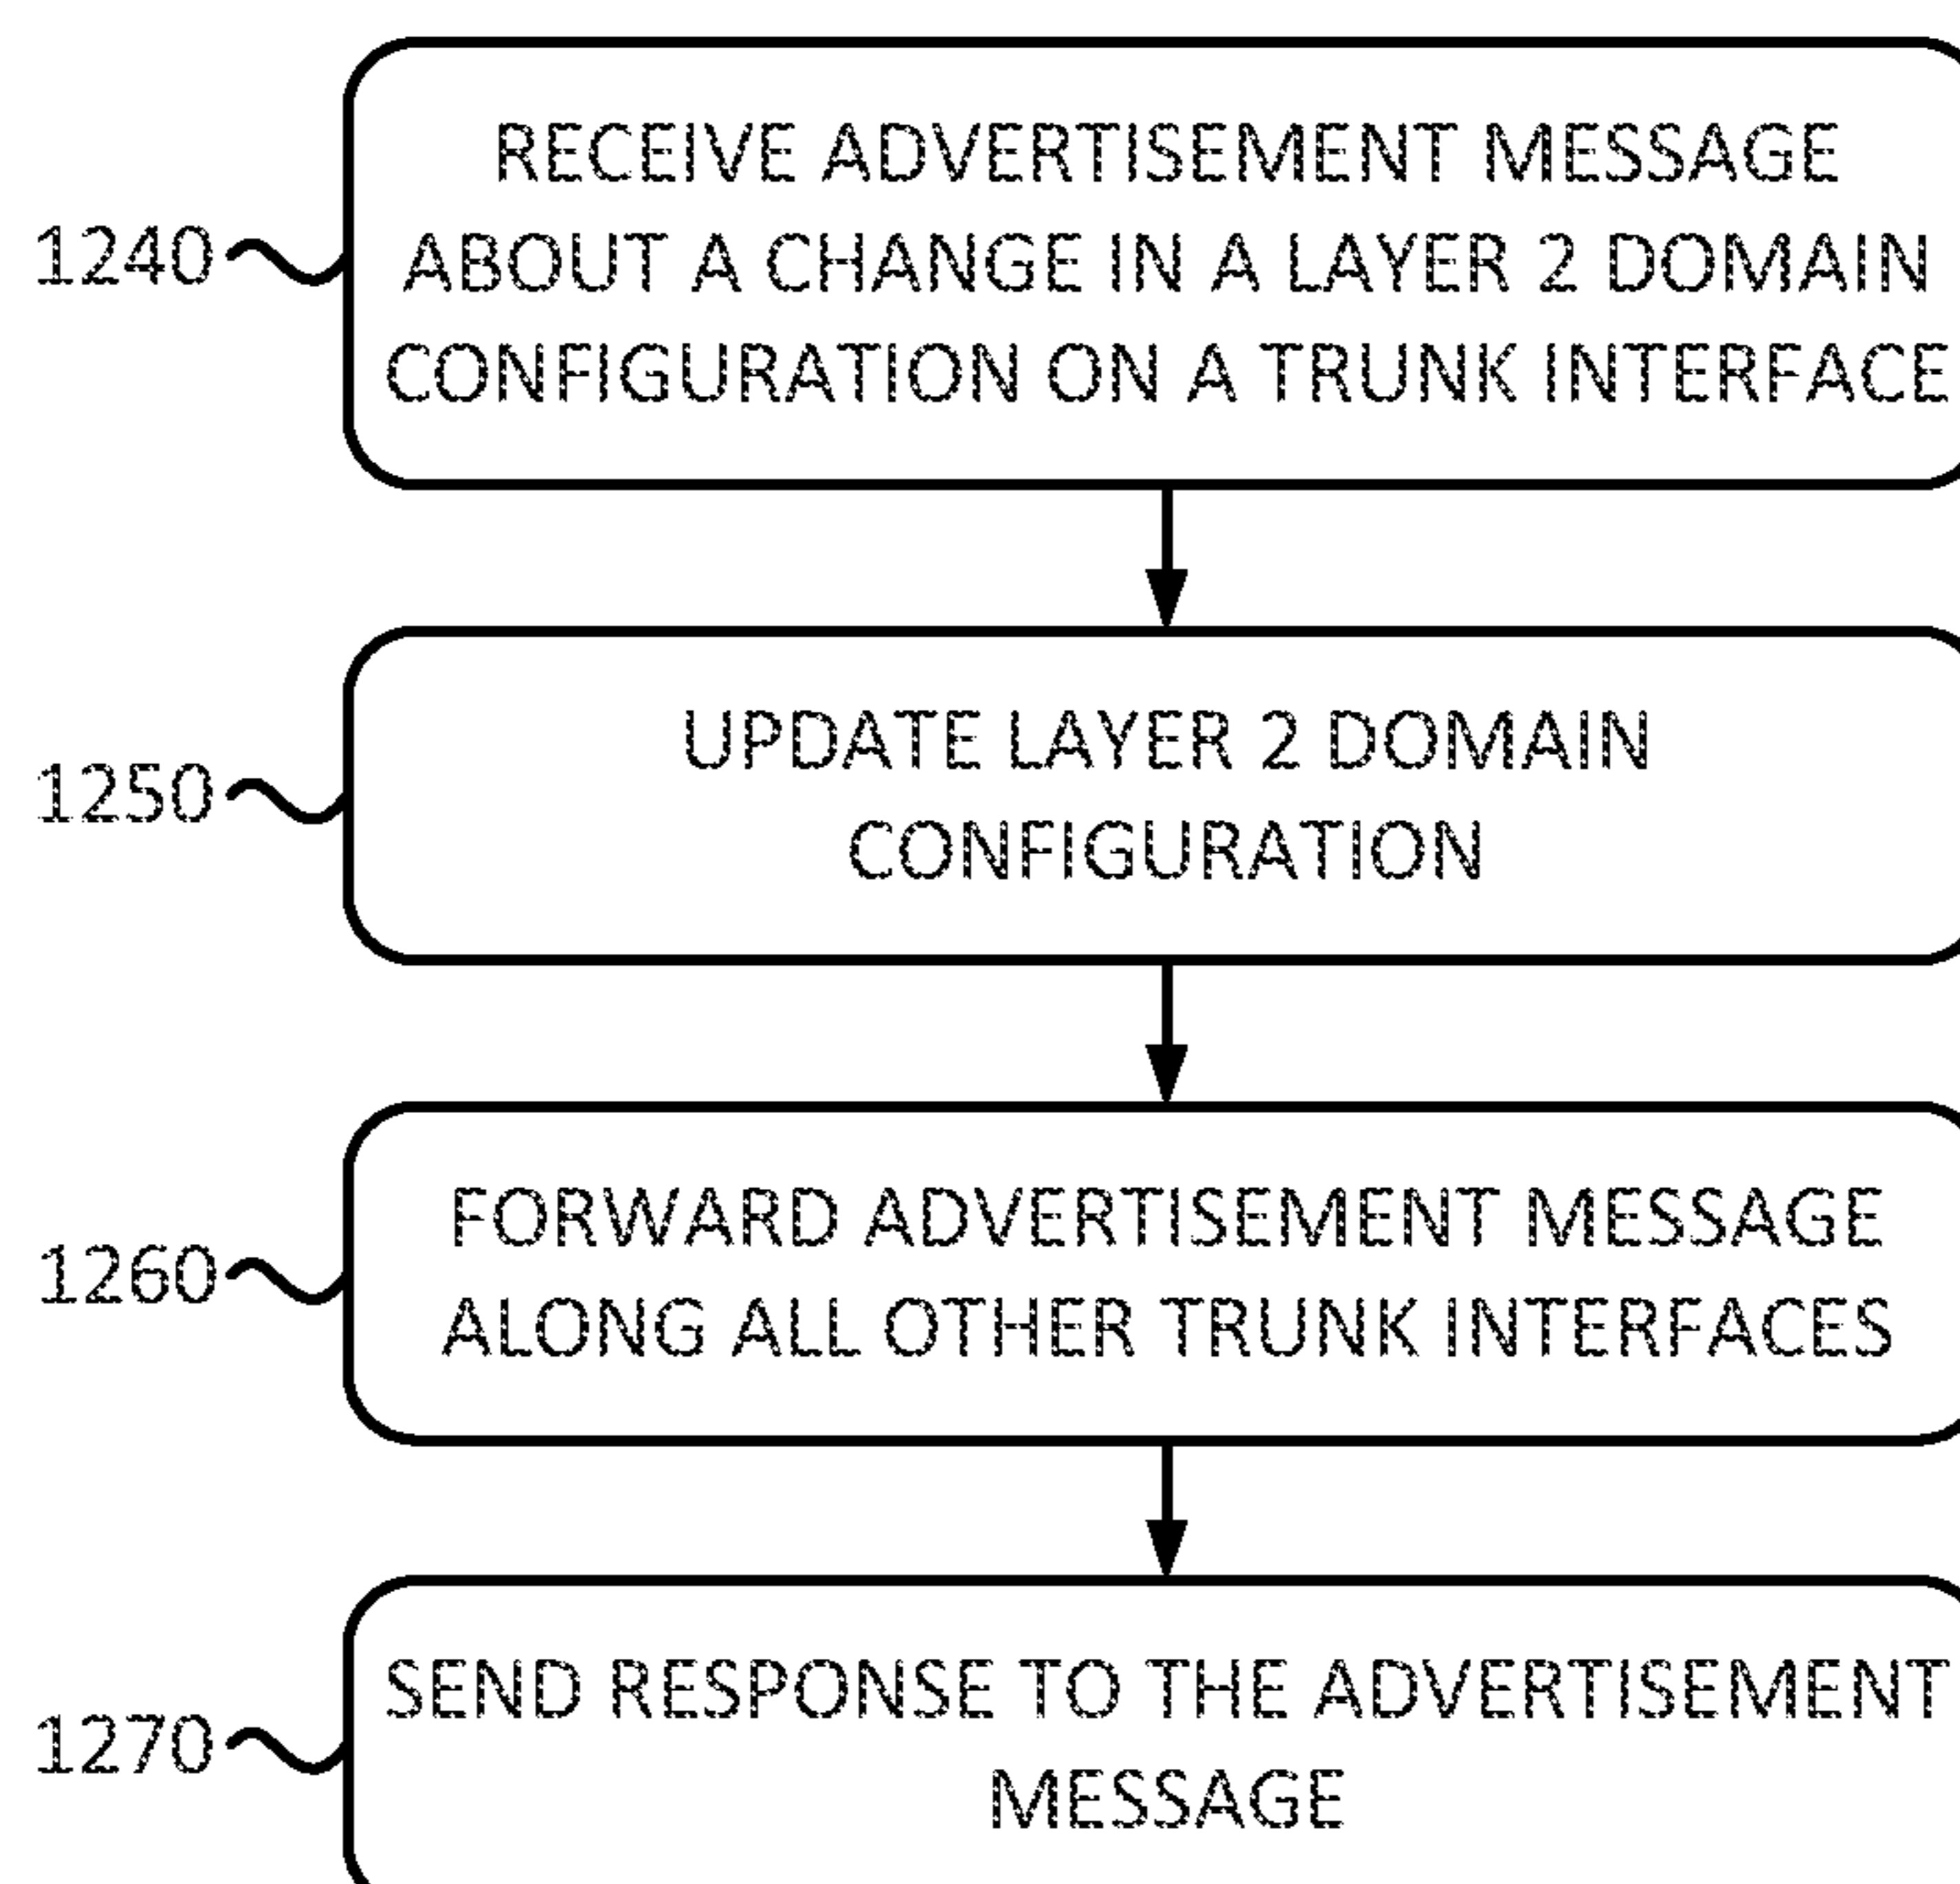 RECEIVE ADVERTISEMENT MESSAGE
ABOUT A CHANGE IN A LAYER 2 DOMAIN
CONFIGURATION ON A TRUNK INTERFACE
1240
UPDATE LAYER 2 DOMAIN
CONFIGURATION
1250
FORWARD ADVERTISEMENT MESSAGE
ALONG ALL OTHER TRUNK INTERFACES
1260
SEND RESPONSE TO THE ADVERTISEMENT
MESSAGE
1270